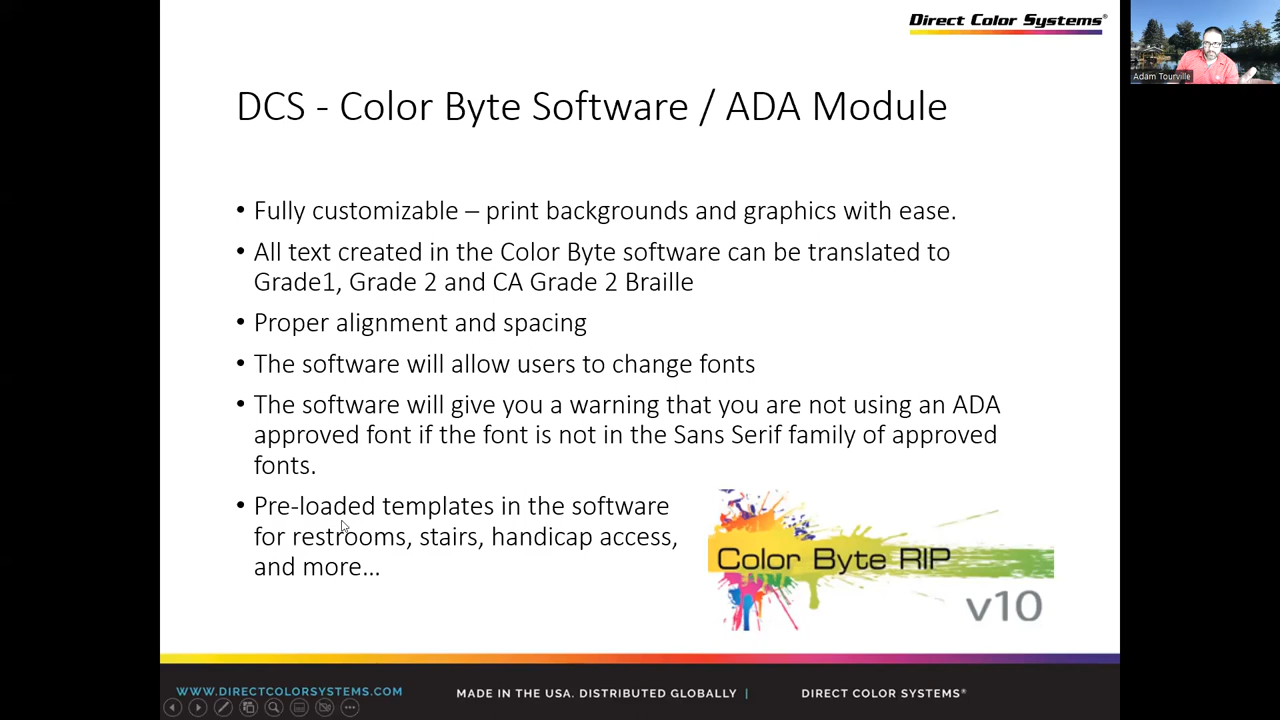 Direct Color Systems®
Adam Tourville
DCS - Color Byte Software / ADA Module
• Fully customizable – print backgrounds and graphics with ease.
• All text created in the Color Byte software can be translated to
Grade1, Grade 2 and CA Grade 2 Braille
• Proper alignment and spacing
• The software will allow users to change fonts
• The software will give you a warning that you are not using an ADA
approved font if the font is not in the Sans Serif family of approved
fonts.
• Pre-loaded templates in the software
for restrooms, stairs, handicap access,
and more…
Color Byte RIP
v10
WWW.DIRECTCOLORSYSTEMS.COM
MADE IN THE USA. DISTRIBUTED GLOBALLY |
DIRECT COLOR SYSTEMS®